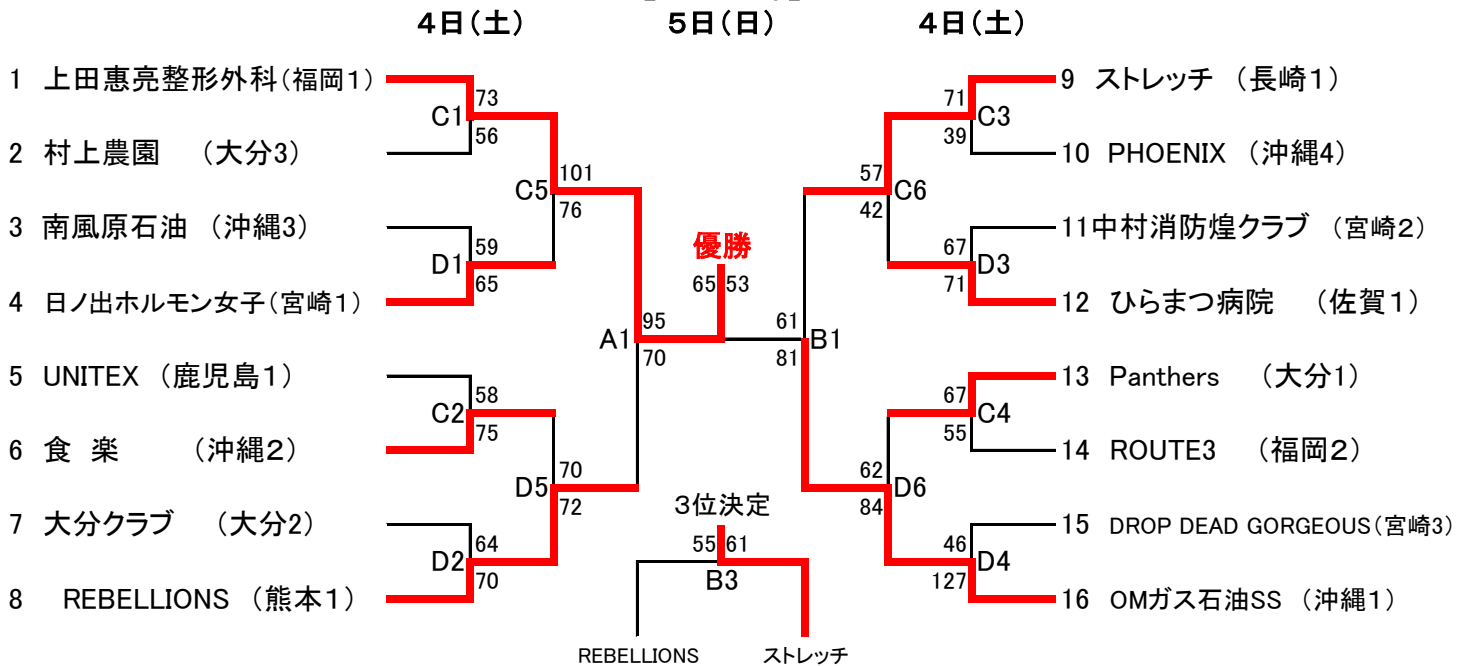 4日(土) 5日(日) 4日(土)
1 上田惠亮整形外科(福岡1)
73
C1
56
2 村上農園 (大分3)
101
C5
76
3 南風原石油 (沖縄3)
59
D1
65
4 日ノ出ホルモン女子(宮崎1)
95
A1
70
5 UNITEX (鹿児島1)
58
C2
75
6 食 楽 (沖縄2)
70
D5
72
7 大分クラブ (大分2)
64
D2
70
8 REBELLIONS (熊本1)
優勝
65 53
3位決定
55 61
B3
REBELLIONS ストレッチ
9 ストレッチ (長崎1)
71
C3
39
10 PHOENIX (沖縄4)
57
C6
42
11中村消防煌クラブ (宮崎2)
67
D3
71
12 ひらまつ病院 (佐賀1)
61
B1
81
13 Panthers (大分1)
67
C4
55
14 ROUTE3 (福岡2)
62
D6
84
15 DROP DEAD GORGEOUS(宮崎3)
46
D4
127
16 OMガス石油SS (沖縄1)